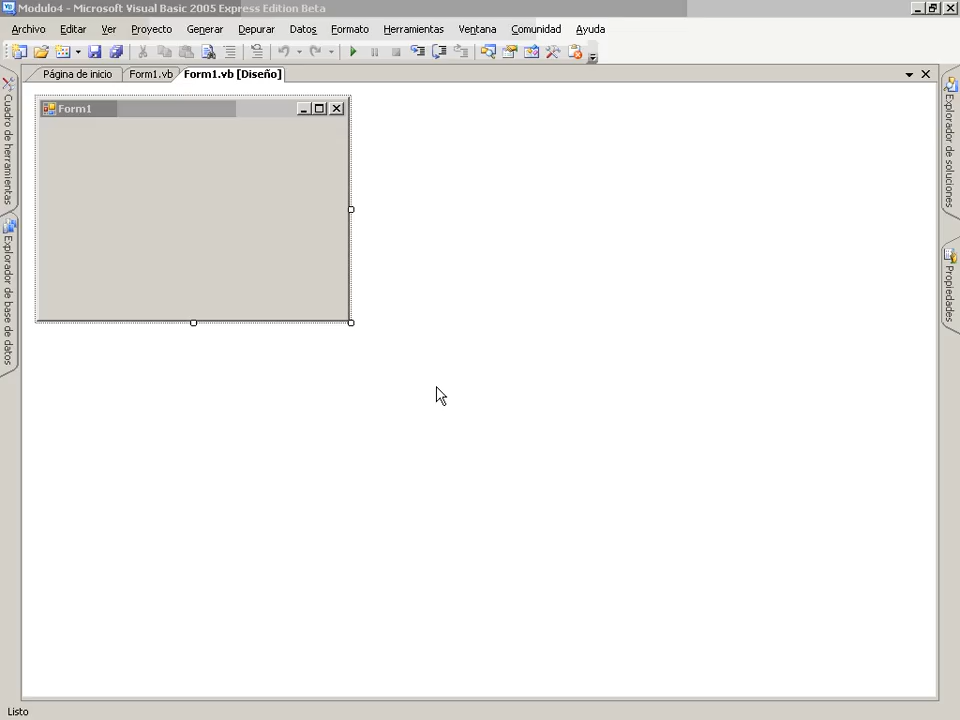 Modulo4 - Microsoft Visual Basic 2005 Express Edition Beta
Archivo Editar Ver Proyecto Generar Depurar Datos Formato Herramientas Ventana Comunidad Ayuda
Página de inicio Form1.vb Form1.vb [Diseño]
Cuadro de herramientas
Explorador de base de datos
Form1
Explorador de soluciones
Propiedades
Listo